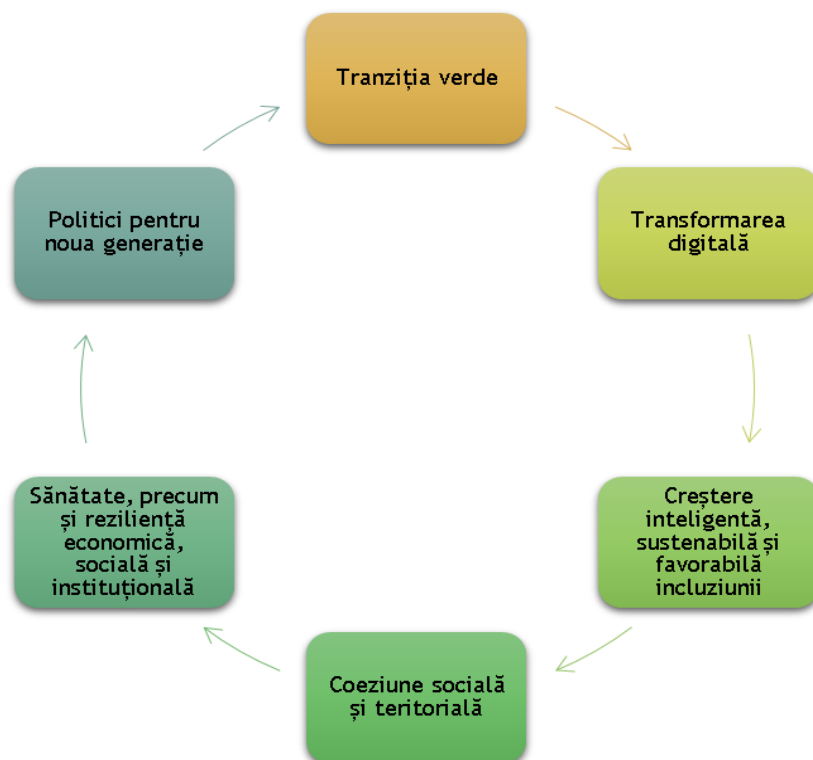 Tranziția verde
Transformarea
digitală
Creștere
inteligentă,
sustenabilă și
favorabilă
incluziunii
Coeziune socială
și teritorială
Sănătate, precum
și reziliență
economică,
socială și
instituțională
Politici pentru
noua generație